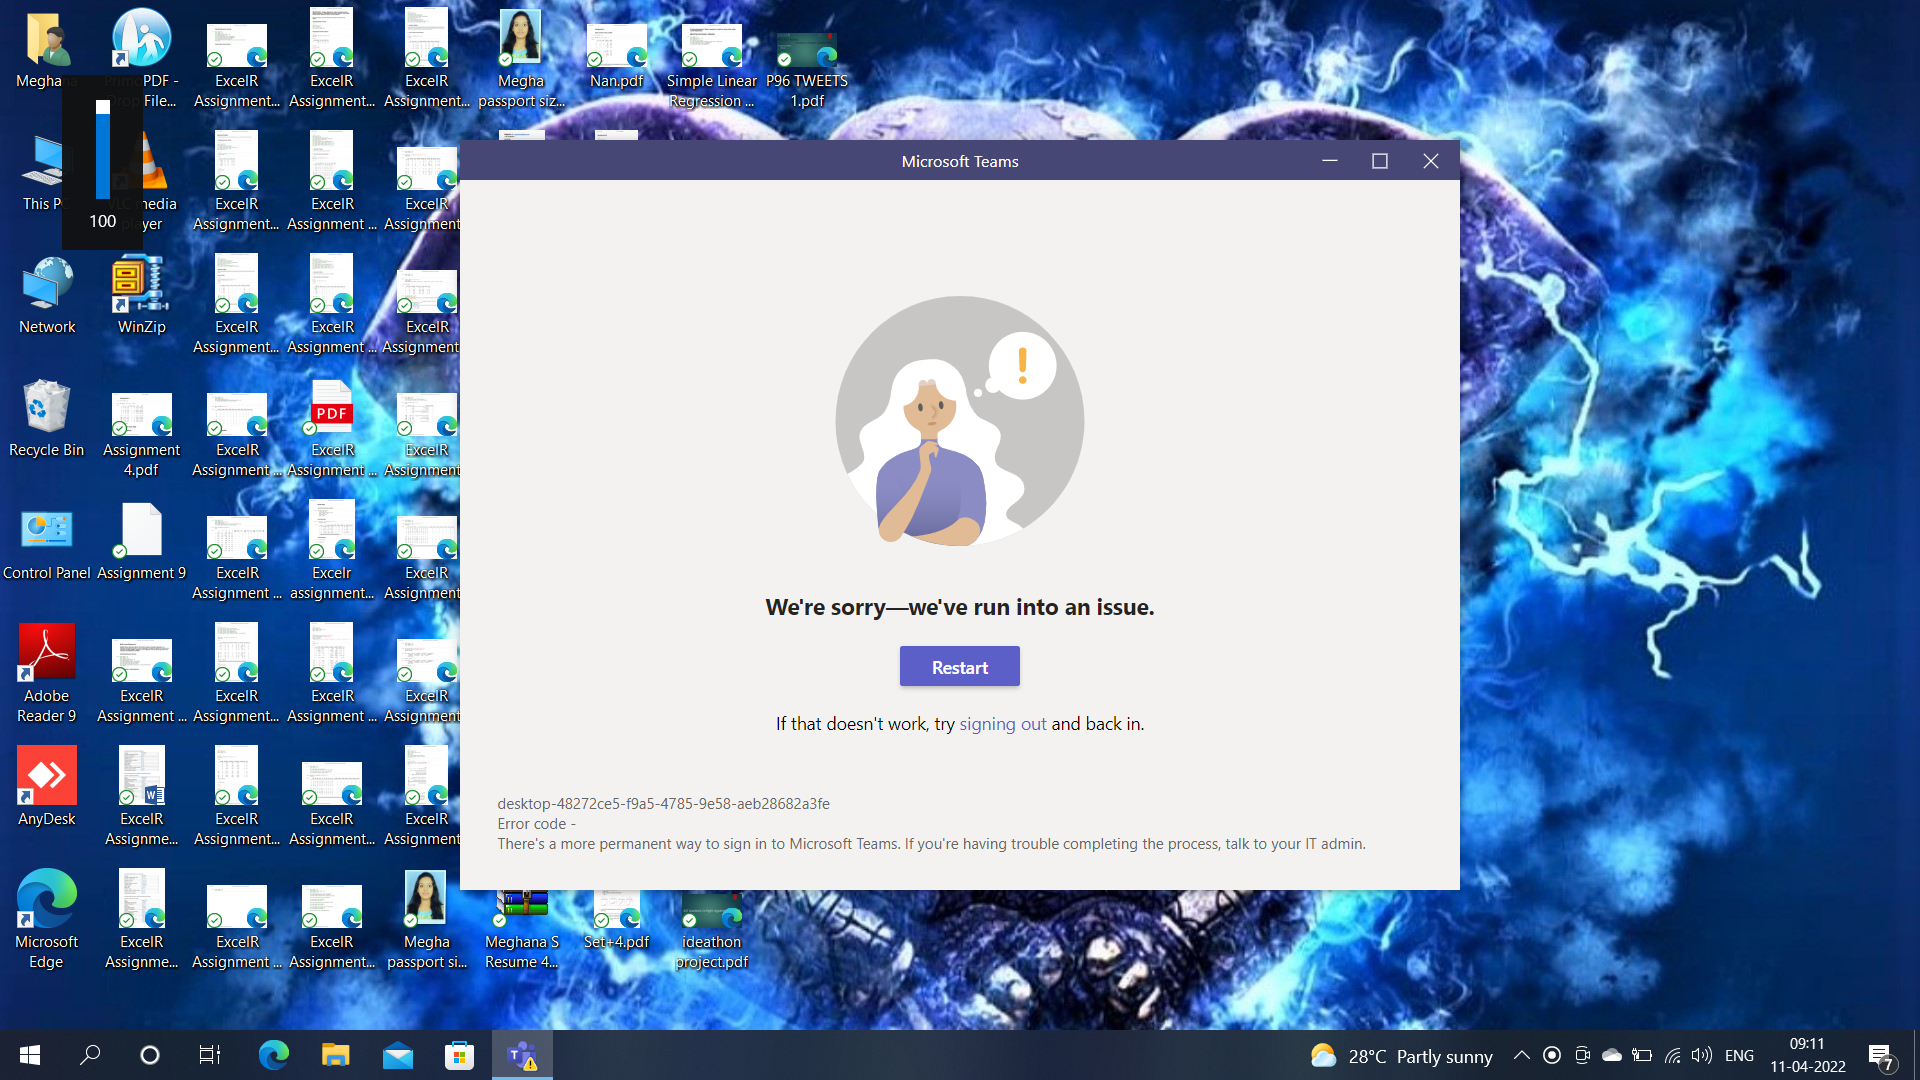 Meghana
PrimoPDF -
Drop File...
ExcelR
Assignment...
ExcelR
Assignment...
ExcelR
Assignment...
Megha
passport siz...
Nan.pdf
Simple Linear
Regression ...
P96 TWEETS
1.pdf
This PC
VLC media
player
100
ExcelR
Assignment...
ExcelR
Assignment ...
ExcelR
Assignment
Network
WinZip
ExcelR
Assignment...
ExcelR
Assignment ...
ExcelR
Assignment
Recycle Bin
Assignment
4.pdf
ExcelR
Assignment ...
PDF
ExcelR
Assignment ...
ExcelR
Assignment
Control Panel
Assignment 9
ExcelR
Assignment ...
Excelr
assignment...
ExcelR
Assignment
Adobe
Reader 9
ExcelR
Assignment ...
ExcelR
Assignment...
ExcelR
Assignment ...
ExcelR
Assignment
AnyDesk
ExcelR
Assignme...
ExcelR
Assignment...
ExcelR
Assignment...
ExcelR
Assignment
Microsoft
Edge
ExcelR
Assignme...
ExcelR
Assignment ...
ExcelR
Assignment...
Megha
passport si...
Meghana S
Resume 4...
Set+4.pdf
ideathon
project.pdf
Microsoft Teams
!
We're sorry—we've run into an issue.
Restart
If that doesn't work, try signing out and back in.
desktop-48272ce5-f9a5-4785-9e58-aeb28682a3fe
Error code -
There's a more permanent way to sign in to Microsoft Teams. If you're having trouble completing the process, talk to your IT admin.
28°C Partly sunny
ENG
09:11
11-04-2022
7